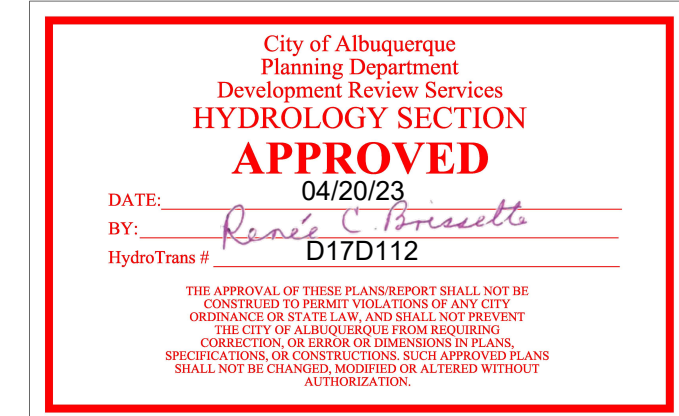 City of Albuquerque
Planning Department
Development Review Services
HYDROLOGY SECTION
APPROVED
DATE: 04/20/23
BY: Renée C. Brissette
HydroTrans # D17D112
THE APPROVAL OF THESE PLANS/REPORT SHALL NOT BE
CONSTRUED TO PERMIT VIOLATIONS OF ANY CITY
ORDINANCE OR STATE LAW, AND SHALL NOT PREVENT
THE CITY OF ALBUQUERQUE FROM REQUIRING
CORRECTION, OR ERROR OR DIMENSIONS IN PLANS,
SPECIFICATIONS, OR CONSTRUCTIONS. SUCH APPROVED PLANS
SHALL NOT BE CHANGED, MODIFIED OR ALTERED WITHOUT
AUTHORIZATION.